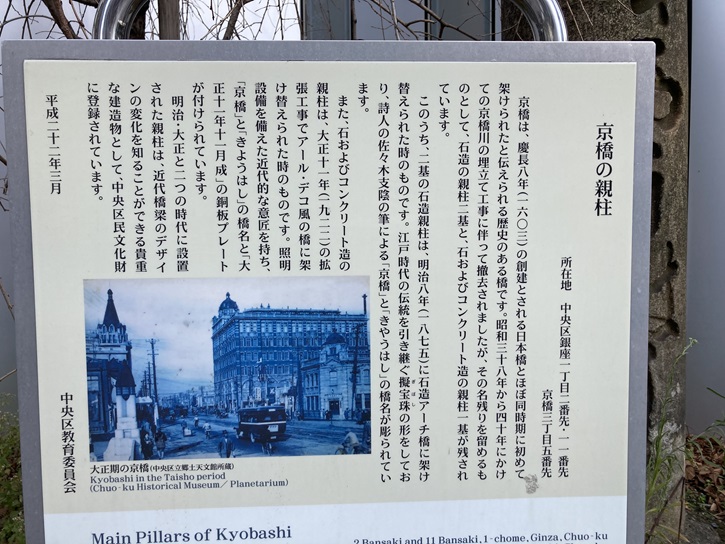 京橋の親柱
所在地　中央区銀座一丁目二番先・一一番先
京橋三丁目五番先
京橋は、慶長八年(一六〇三)の創建とされる日本橋とほぼ同時期に初めて
架けられたと伝えられる歴史のある橋です。昭和三十八年から四十年にかけ
ての京橋川の埋立て工事に伴って撤去されましたが、その名残りを留めるも
のとして、石造の親柱二基と、石およびコンクリート造の親柱一基が残され
ています。
このうち、二基の石造親柱は、明治八年(一八七五)に石造アーチ橋に架け
替えられた時のものです。江戸時代の伝統を引き継ぐ擬宝珠の形をしてお
ぎぼし
り、詩人の佐々木支陰の筆による「京橋」と「きやうはし」の橋名が彫られてい
ます。
また、石およびコンクリート造の
親柱は、大正十一年(一九二二)の拡
張工事でアール・デコ風の橋に架
け替えられた時のものです。照明
設備を備えた近代的な意匠を持ち、
「京橋」と「きようはし」の橋名と「大
正十一年十一月成」の銅板プレート
が付けられています。
明治・大正と二つの時代に設置
された親柱は、近代橋梁のデザイ
ンの変化を知ることができる貴重
な建造物として、中央区民文化財
に登録されています。
平成二十二年三月
中央区教育委員会
大正期の京橋(中央区立郷土天文館所蔵)
Kyobashi in the Taisho period
(Chuo-ku Historical Museum／Planetarium)
Main Pillars of Kyobashi
2 Bansaki and 11 Bansaki, 1-chome, Ginza, Chuo-ku